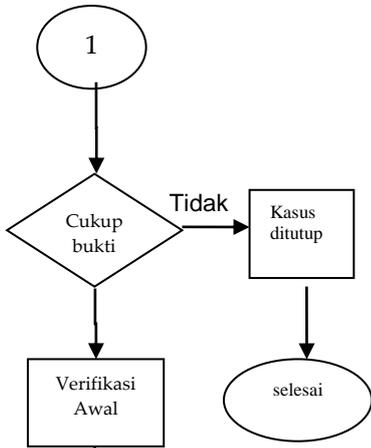 1
Cukup
bukti
Tidak
Kasus
ditutup
Verifikasi
Awal
selesai